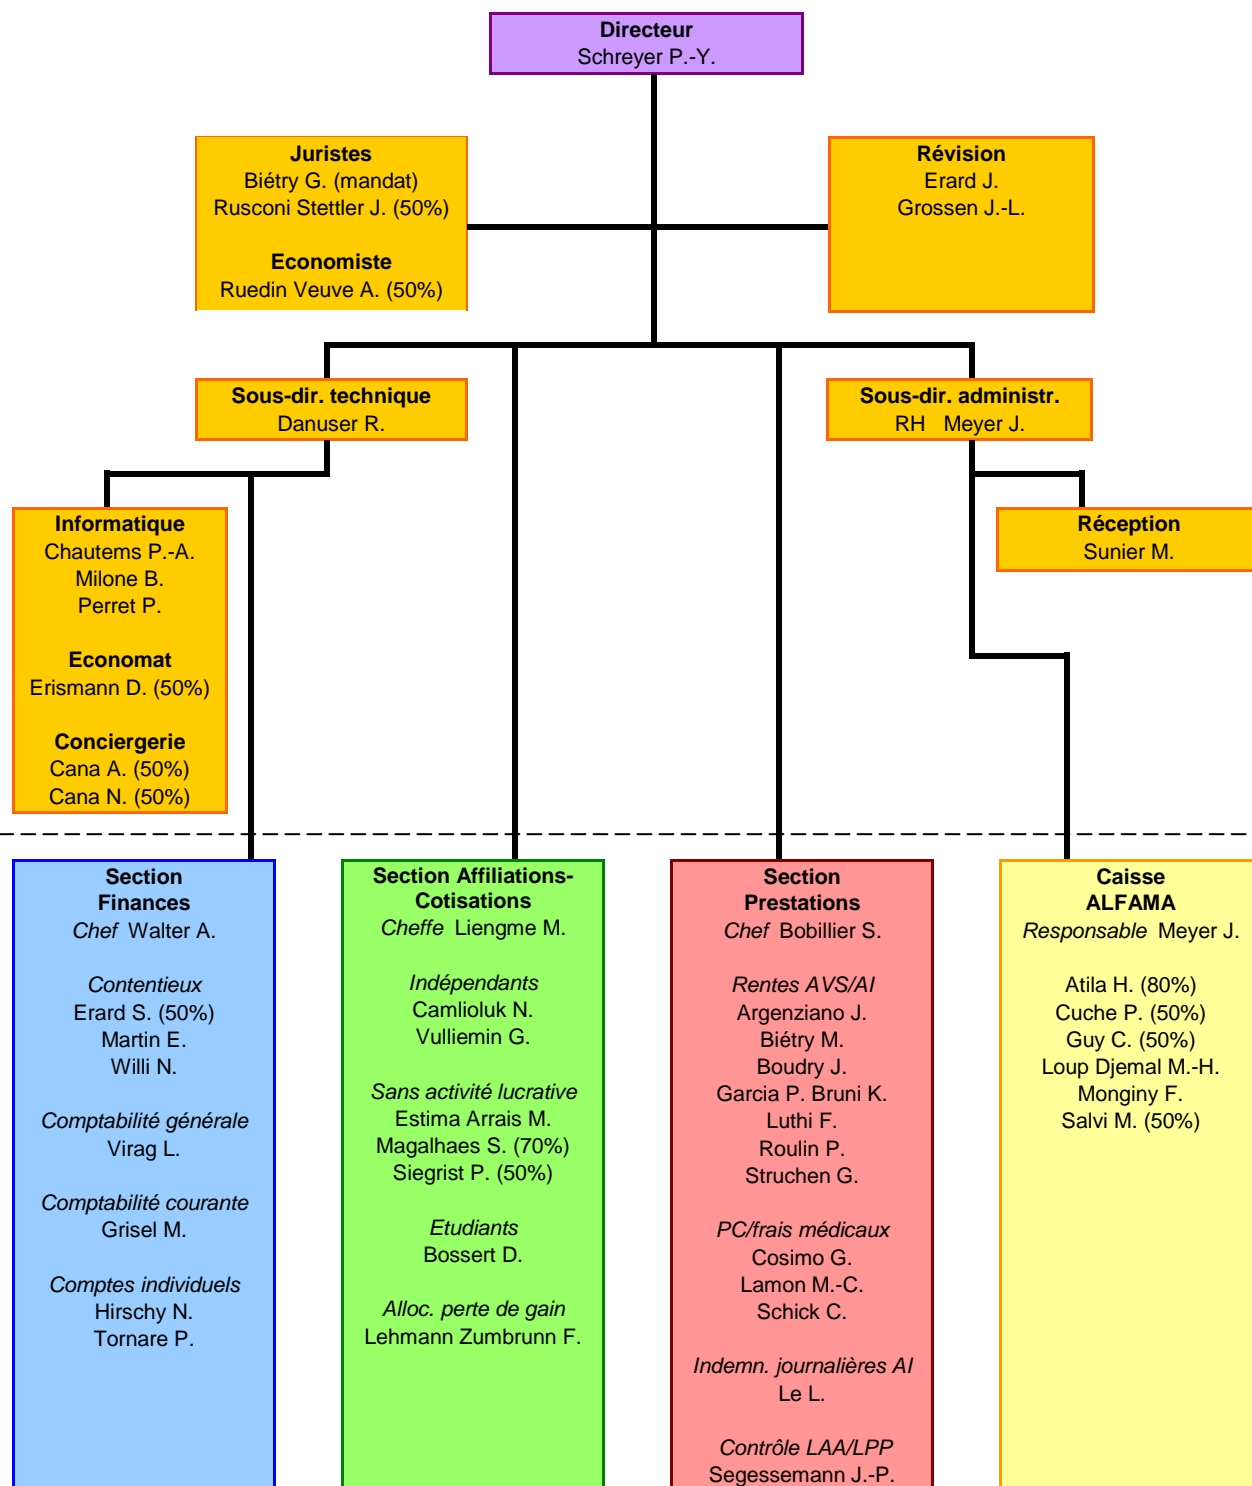 Directeur
Schreyer P.-Y.
Juristes
Biétry G. (mandat)
Rusconi Stettler J. (50%)
Economiste
Ruedin Veuve A. (50%)
Révision
Erard J.
Grossen J.-L.
Sous-dir. technique
Danuser R.
Sous-dir. administr.
RH Meyer J.
Informatique
Chautems P.-A.
Milone B.
Perret P.
Economat
Erismann D. (50%)
Conciergerie
Cana A. (50%)
Cana N. (50%)
Réception
Sunier M.
Section
Finances
Chef Walter A.
Contentieux
Erard S. (50%)
Martin E.
Willi N.
Comptabilité générale
Virag L.
Comptabilité courante
Grisel M.
Comptes individuels
Hirschy N.
Tornare P.
Section Affiliations-
Cotisations
Cheffe Liengme M.
Indépendants
Camlioluk N.
Vulliemin G.
Sans activité lucrative
Estima Arrais M.
Magalhaes S. (70%)
Siegrist P. (50%)
Etudiants
Bossert D.
Alloc. perte de gain
Lehmann Zumbrunn F.
Section
Prestations
Chef Bobillier S.
Rentes AVS/AI
Argenziano J.
Biétry M.
Boudry J.
Garcia P. Bruni K.
Luthi F.
Roulin P.
Struchen G.
PC/frais médicaux
Cosimo G.
Lamon M.-C.
Schick C.
Indemn. journalières AI
Le L.
Contrôle LAA/LPP
Segessemann J.-P.
Caisse
ALFAMA
Responsable Meyer J.
Atila H. (80%)
Cuche P. (50%)
Guy C. (50%)
Loup Djemal M.-H.
Monginy F.
Salvi M. (50%)